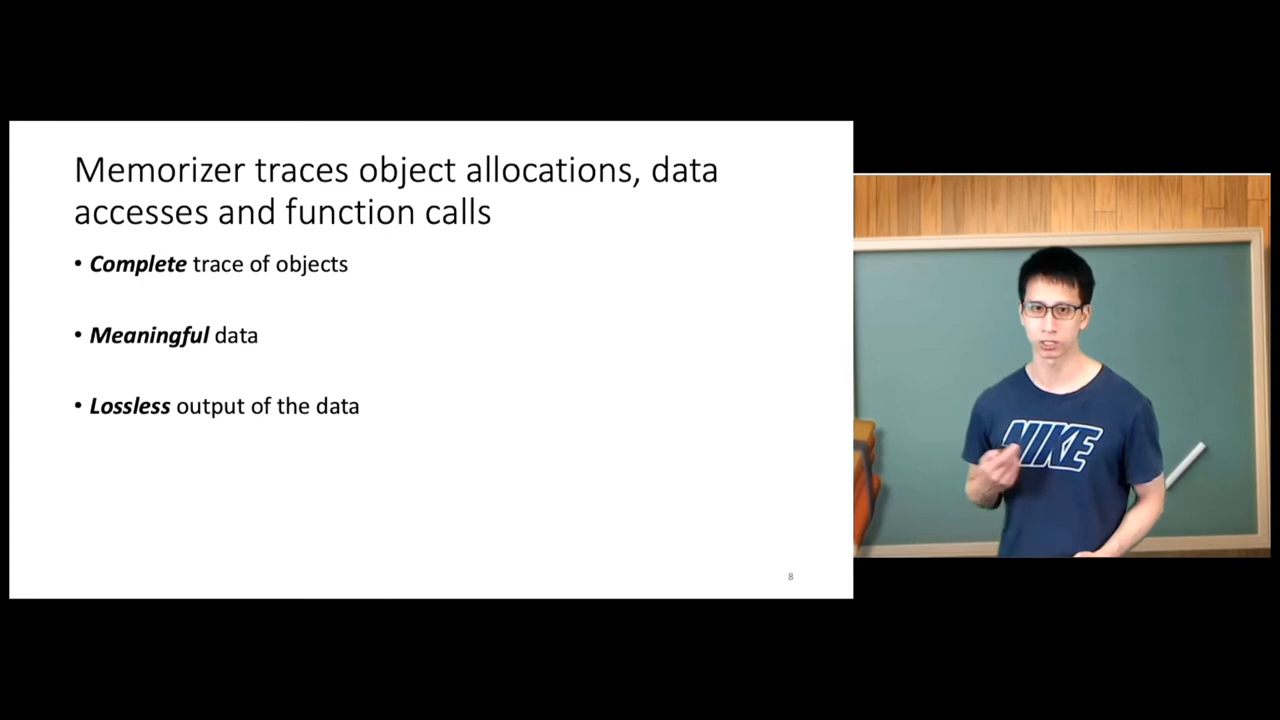 Memorizer traces object allocations, data
accesses and function calls
• Complete trace of objects
• Meaningful data
• Lossless output of the data
8
NIKE